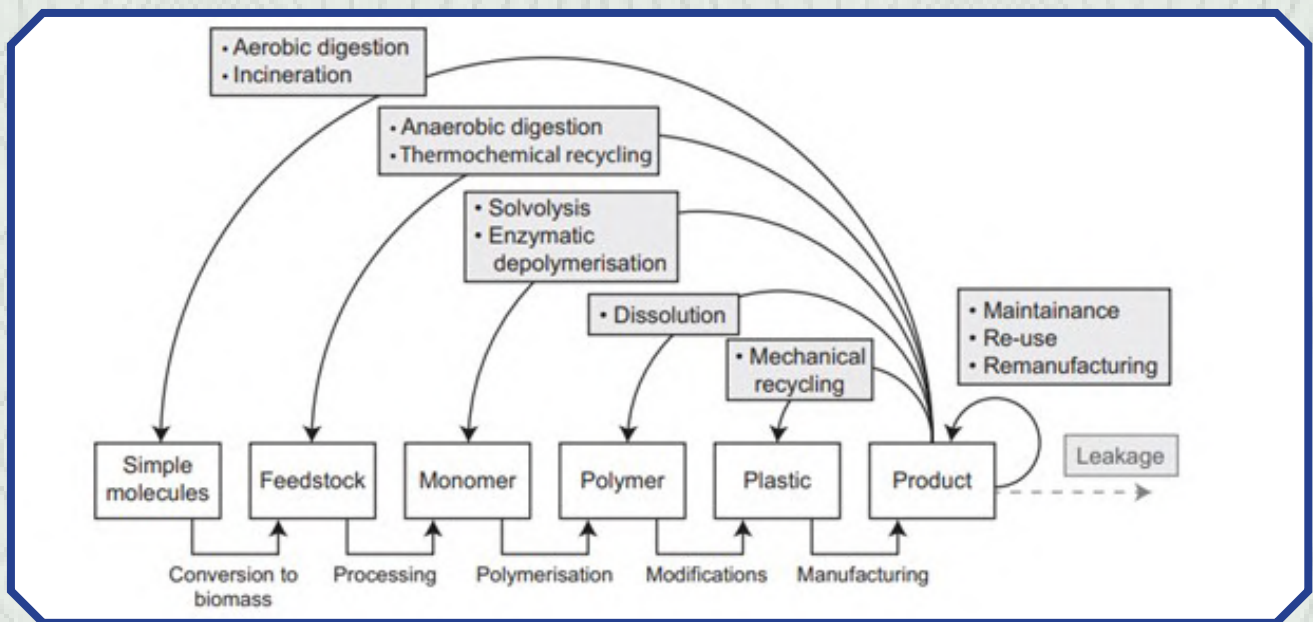 • Aerobic digestion
• Incineration
• Anaerobic digestion
• Thermochemical recycling
• Solvolysis
• Enzymatic
depolymerisation
• Dissolution
• Mechanical
recycling
• Maintainance
• Re-use
• Remanufacturing
Leakage
Simple
molecules
Feedstock
Monomer
Polymer
Plastic
Product
Conversion to
biomass
Processing
Polymerisation
Modifications
Manufacturing